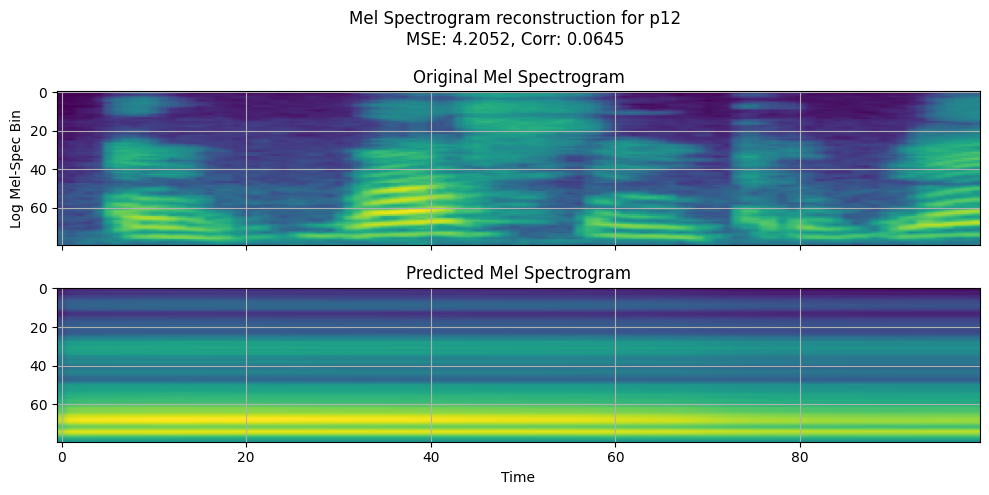 Mel Spectrogram reconstruction for p12
MSE: 4.2052, Corr: 0.0645
Original Mel Spectrogram
0
20
40
60
Log Mel-Spec Bin
Predicted Mel Spectrogram
0
20
40
60
0 20 40 60 80
Time